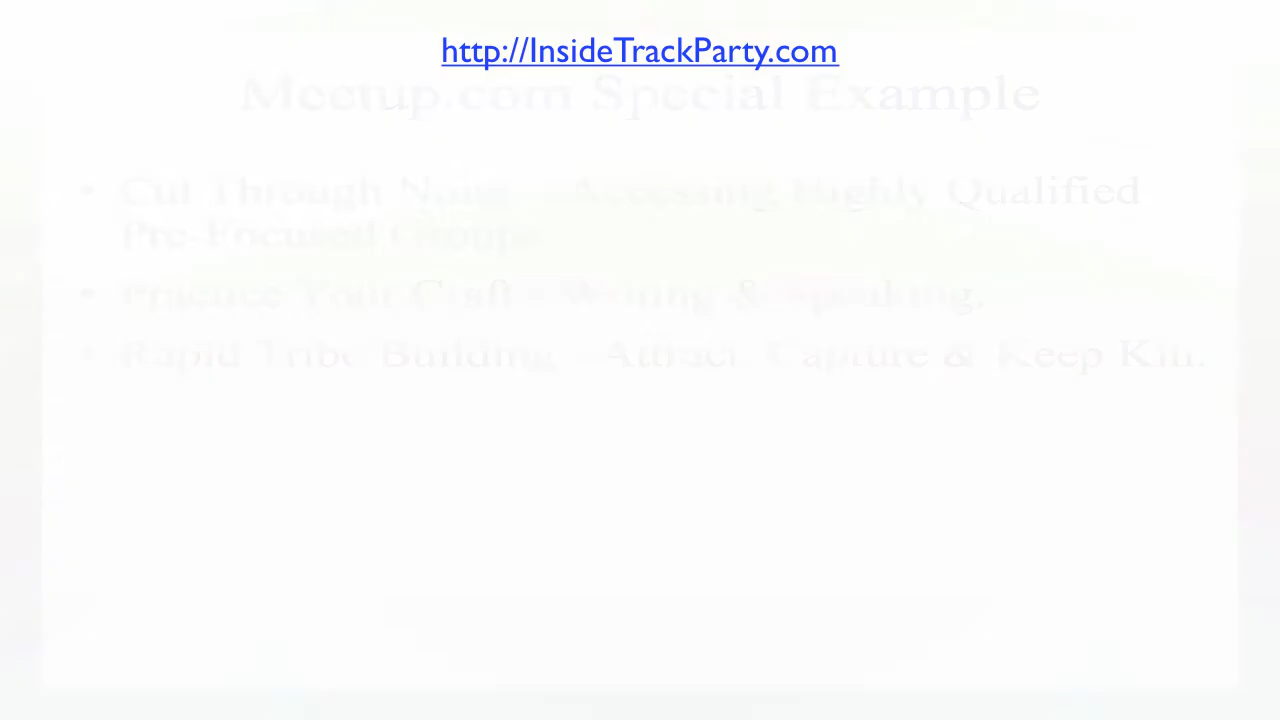 http://InsideTrackParty.com
Meetup.com Special Example
• Cut Through Noise - Accessing Highly Qualified
Pre-Focused Groups
• Practice Your Craft - Writing & Speaking.
• Rapid Tribe Building - Attract, Capture & Keep Kin.